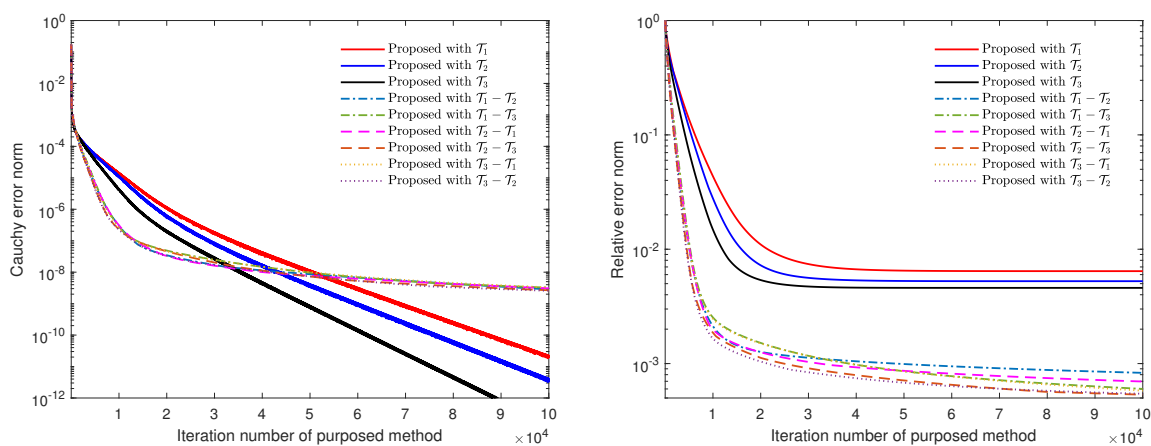 10^0
10^-2
10^-4
10^-6
10^-8
10^-10
10^-12
Cauchy error norm
Proposed with 𝒯₁
Proposed with 𝒯₂
Proposed with 𝒯₃
Proposed with 𝒯₁ − 𝒯₂
Proposed with 𝒯₁ − 𝒯₃
Proposed with 𝒯₂ − 𝒯₁
Proposed with 𝒯₂ − 𝒯₃
Proposed with 𝒯₃ − 𝒯₁
Proposed with 𝒯₃ − 𝒯₂
1 2 3 4 5 6 7 8 9 10
Iteration number of purposed method
×10^4
10^0
10^-1
10^-2
10^-3
Relative error norm
Proposed with 𝒯₁
Proposed with 𝒯₂
Proposed with 𝒯₃
Proposed with 𝒯₁ − 𝒯₂
Proposed with 𝒯₁ − 𝒯₃
Proposed with 𝒯₂ − 𝒯₁
Proposed with 𝒯₂ − 𝒯₃
Proposed with 𝒯₃ − 𝒯₁
Proposed with 𝒯₃ − 𝒯₂
1 2 3 4 5 6 7 8 9 10
Iteration number of purposed method
×10^4